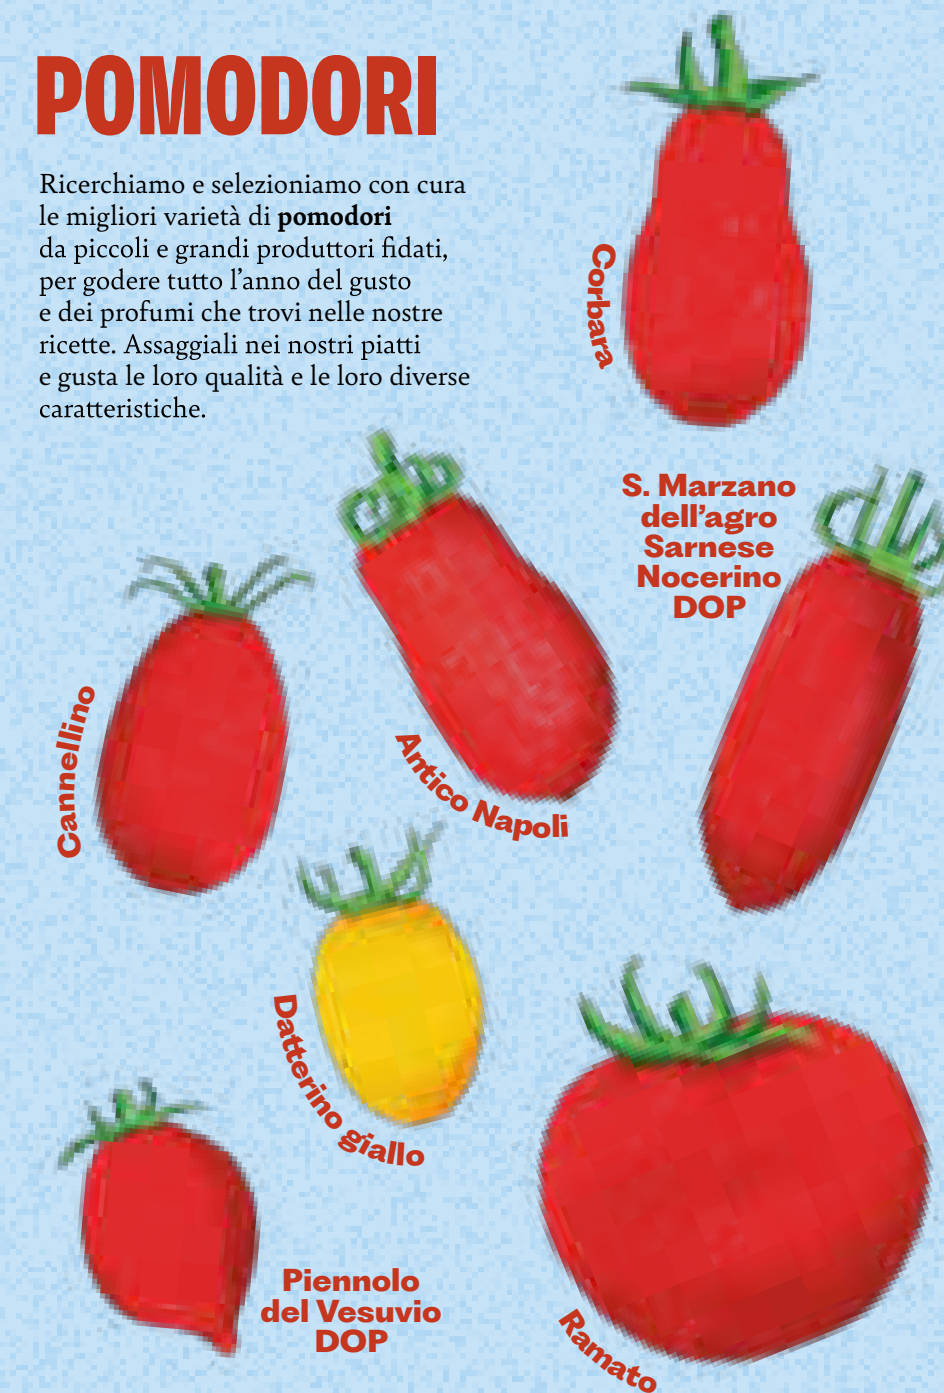 POMODORI
Ricerchiamo e selezioniamo con cura
le migliori varietà di pomodori
da piccoli e grandi produttori fidati,
per godere tutto l’anno del gusto
e dei profumi che trovi nelle nostre
ricette. Assaggiali nei nostri piatti
e gusta le loro qualità e le loro diverse
caratteristiche.
Corbara
S. Marzano
dell’agro
Sarnese
Nocerino
DOP
Cannellino
Antico Napoli
Datterino giallo
Piennolo
del Vesuvio
DOP
Ramato